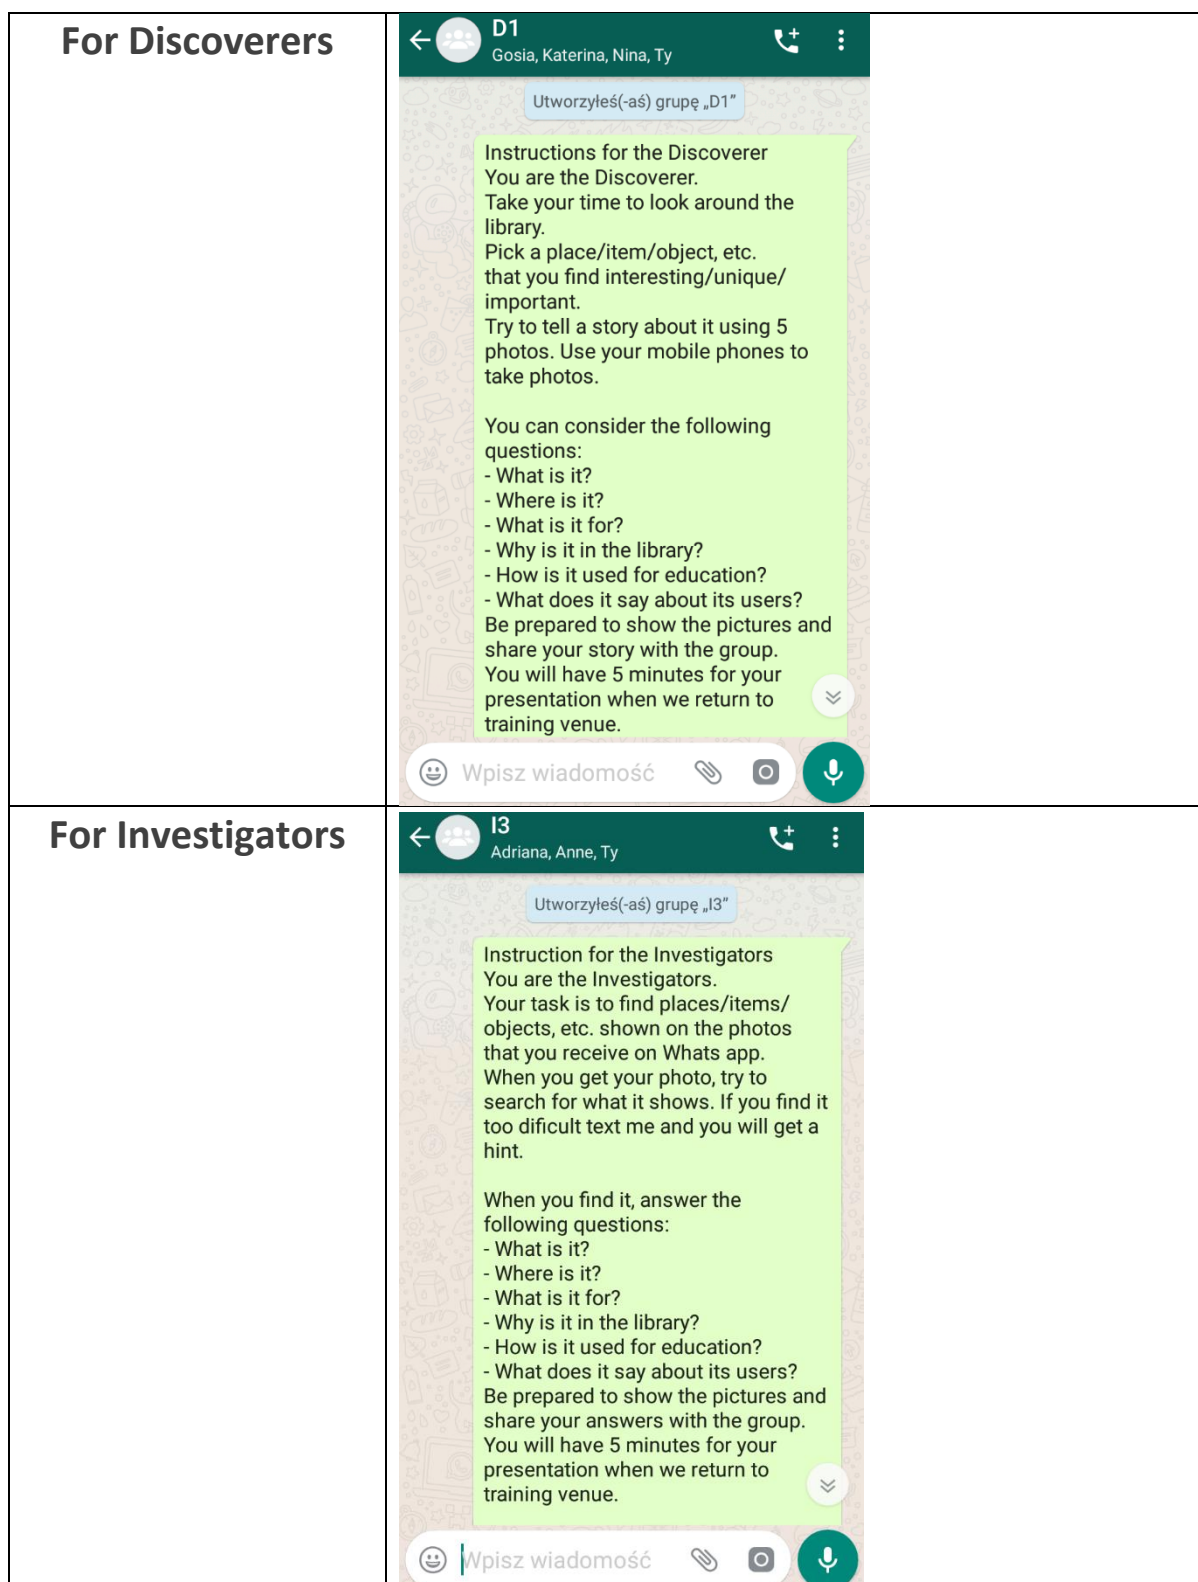 For Discoverers
D1
Gosia, Katerina, Nina, Ty
Utworzyłeś(-aś) grupę „D1”
Instructions for the Discoverer
You are the Discoverer.
Take your time to look around the
library.
Pick a place/item/object, etc.
that you find interesting/unique/
important.
Try to tell a story about it using 5
photos. Use your mobile phones to
take photos.
You can consider the following
questions:
- What is it?
- Where is it?
- What is it for?
- Why is it in the library?
- How is it used for education?
- What does it say about its users?
Be prepared to show the pictures and
share your story with the group.
You will have 5 minutes for your
presentation when we return to
training venue.
Wpisz wiadomość
For Investigators
I3
Adriana, Anne, Ty
Utworzyłeś(-aś) grupę „I3”
Instruction for the Investigators
You are the Investigators.
Your task is to find places/items/
objects, etc. shown on the photos
that you receive on Whats app.
When you get your photo, try to
search for what it shows. If you find it
too dificult text me and you will get a
hint.
When you find it, answer the
following questions:
- What is it?
- Where is it?
- What is it for?
- Why is it in the library?
- How is it used for education?
- What does it say about its users?
Be prepared to show the pictures and
share your answers with the group.
You will have 5 minutes for your
presentation when we return to
training venue.
Wpisz wiadomość